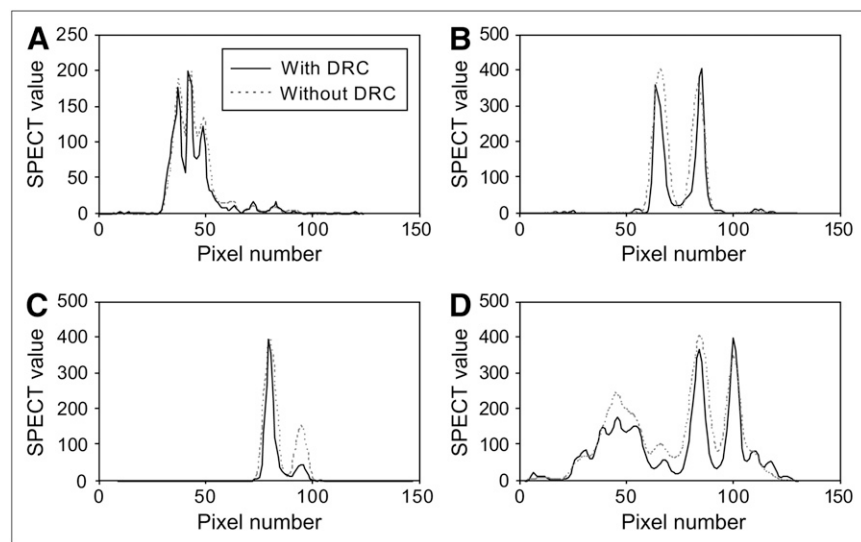 A
250
200
150
100
50
0
SPECT value
0 50 100 150
Pixel number
With DRC
Without DRC
B
500
400
300
200
100
0
SPECT value
0 50 100 150
Pixel number
C
500
400
300
200
100
0
SPECT value
0 50 100 150
Pixel number
D
500
400
300
200
100
0
SPECT value
0 50 100 150
Pixel number